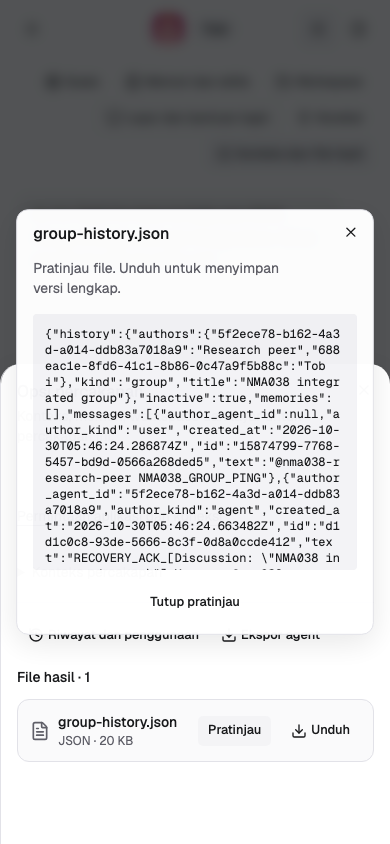 group-history.json
Pratinjau file. Unduh untuk menyimpan
versi lengkap.
{"history":{"authors":{"5f2ece78-b162-4a3
d-a014-ddb83a7018a9":"Research peer","688
eac1e-8fd6-41c1-8b86-0c47a9f5b88c":"Tob
i"},"kind":"group","title":"NMA038 integr
ated group"},"inactive":true,"memories":
[],"messages":[{"author_agent_id":null,"a
uthor_kind":"user","created_at":"2026-10-
30T05:46:24.286874Z","id":"15874799-7768-
5457-bd9d-0566a268ded5","text":"@nma038-r
esearch-peer NMA038_GROUP_PING"},{"author
_agent_id":"5f2ece78-b162-4a3d-a014-ddb83
a7018a9","author_kind":"agent","created_a
t":"2026-10-30T05:46:24.663482Z","id":"d1
d1c0c8-93de-5666-8c3f-0d8a0ccde412","tex
t":"RECOVERY_ACK_[Discussion: \"NMA038 in
Tutup pratinjau
Riwayat dan penggunaan
Ekspor agent
File hasil · 1
group-history.json
JSON · 20 KB
Pratinjau
Unduh